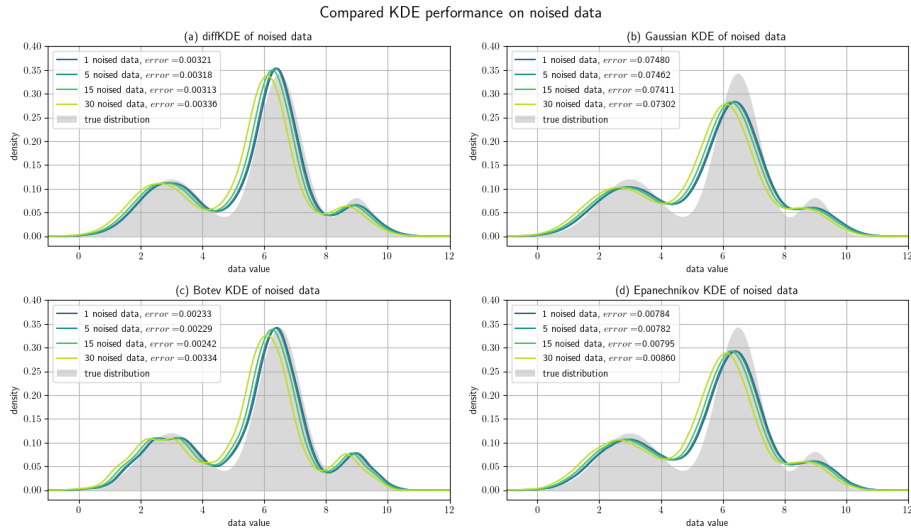 Compared KDE performance on noised data
(a) diffKDE of noised data
0.40
0.35
0.30
0.25
0.20
0.15
0.10
0.05
0.00
density
1 noised data, error =0.00321
5 noised data, error =0.00318
15 noised data, error =0.00313
30 noised data, error =0.00336
true distribution
0 2 4 6 8 10 12
data value
(b) Gaussian KDE of noised data
0.40
0.35
0.30
0.25
0.20
0.15
0.10
0.05
0.00
density
1 noised data, error =0.07480
5 noised data, error =0.07462
15 noised data, error =0.07411
30 noised data, error =0.07302
true distribution
0 2 4 6 8 10 12
data value
(c) Botev KDE of noised data
0.40
0.35
0.30
0.25
0.20
0.15
0.10
0.05
0.00
density
1 noised data, error =0.00233
5 noised data, error =0.00229
15 noised data, error =0.00242
30 noised data, error =0.00334
true distribution
0 2 4 6 8 10 12
data value
(d) Epanechnikov KDE of noised data
0.40
0.35
0.30
0.25
0.20
0.15
0.10
0.05
0.00
density
1 noised data, error =0.00784
5 noised data, error =0.00782
15 noised data, error =0.00795
30 noised data, error =0.00860
true distribution
0 2 4 6 8 10 12
data value